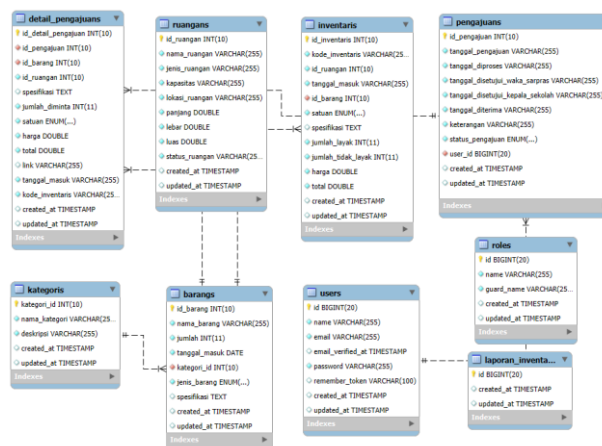 detail_pengajuans
id_detail_pengajuan INT(10)
id_pengajuan INT(10)
id_barang INT(10)
id_ruangan INT(10)
spesifikasi TEXT
jumlah_diminta INT(11)
satuan ENUM(...)
harga DOUBLE
total DOUBLE
link VARCHAR(255)
tanggal_masuk VARCHAR(255)
kode_inventaris VARCHAR(25...
created_at TIMESTAMP
updated_at TIMESTAMP
Indexes
ruangans
id_ruangan INT(10)
nama_ruangan VARCHAR(255)
jenis_ruangan VARCHAR(255)
kapasitas VARCHAR(255)
lokasi_ruangan VARCHAR(255)
panjang DOUBLE
lebar DOUBLE
luas DOUBLE
status_ruangan VARCHAR(25...
created_at TIMESTAMP
updated_at TIMESTAMP
Indexes
inventaris
id_inventaris INT(10)
kode_inventaris VARCHAR(255)
id_ruangan INT(10)
tanggal_masuk VARCHAR(255)
id_barang INT(10)
satuan ENUM(...)
spesifikasi TEXT
jumlah_layak INT(11)
jumlah_tidak_layak INT(11)
harga DOUBLE
total DOUBLE
created_at TIMESTAMP
updated_at TIMESTAMP
Indexes
pengajuans
id_pengajuan INT(10)
tanggal_pengajuan VARCHAR(255)
tanggal_diproses VARCHAR(255)
tanggal_disetujui_waka_sarpras VARCHAR(255)
tanggal_disetujui_kepala_sekolah VARCHAR(255)
tanggal_diterima VARCHAR(255)
keterangan VARCHAR(255)
status_pengajuan ENUM(...)
user_id BIGINT(20)
created_at TIMESTAMP
updated_at TIMESTAMP
Indexes
kategoris
kategori_id INT(10)
nama_kategori VARCHAR(255)
deskripsi VARCHAR(255)
created_at TIMESTAMP
updated_at TIMESTAMP
Indexes
barangs
id_barang INT(10)
nama_barang VARCHAR(255)
jumlah INT(11)
tanggal_masuk DATE
kategori_id INT(10)
jenis_barang ENUM(...)
spesifikasi TEXT
created_at TIMESTAMP
updated_at TIMESTAMP
Indexes
users
id BIGINT(20)
name VARCHAR(255)
email VARCHAR(255)
email_verified_at TIMESTAMP
password VARCHAR(255)
remember_token VARCHAR(100)
created_at TIMESTAMP
updated_at TIMESTAMP
Indexes
roles
id BIGINT(20)
name VARCHAR(255)
guard_name VARCHAR(25...
created_at TIMESTAMP
updated_at TIMESTAMP
Indexes
laporan_inventa...
id BIGINT(20)
created_at TIMESTAMP
updated_at TIMESTAMP
Indexes